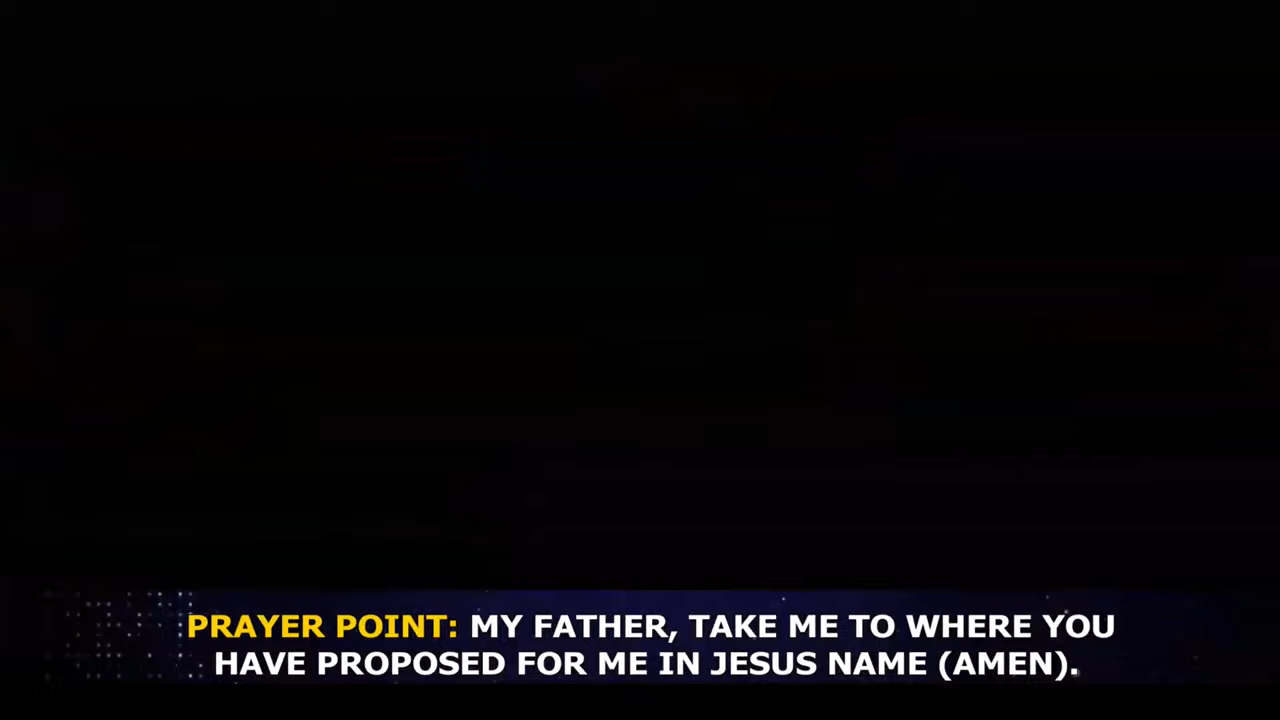 PRAYER POINT: MY FATHER, TAKE ME TO WHERE YOU
HAVE PROPOSED FOR ME IN JESUS NAME (AMEN).